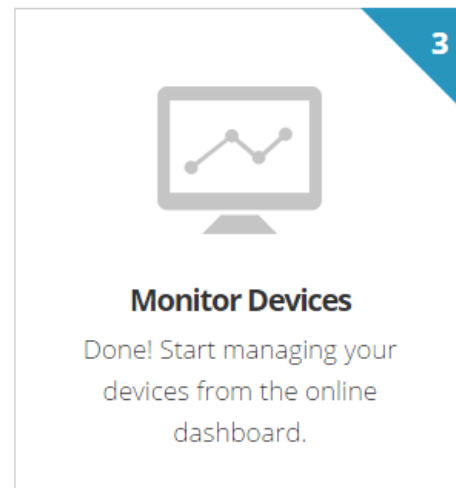 3
Monitor Devices
Done! Start managing your
devices from the online
dashboard.